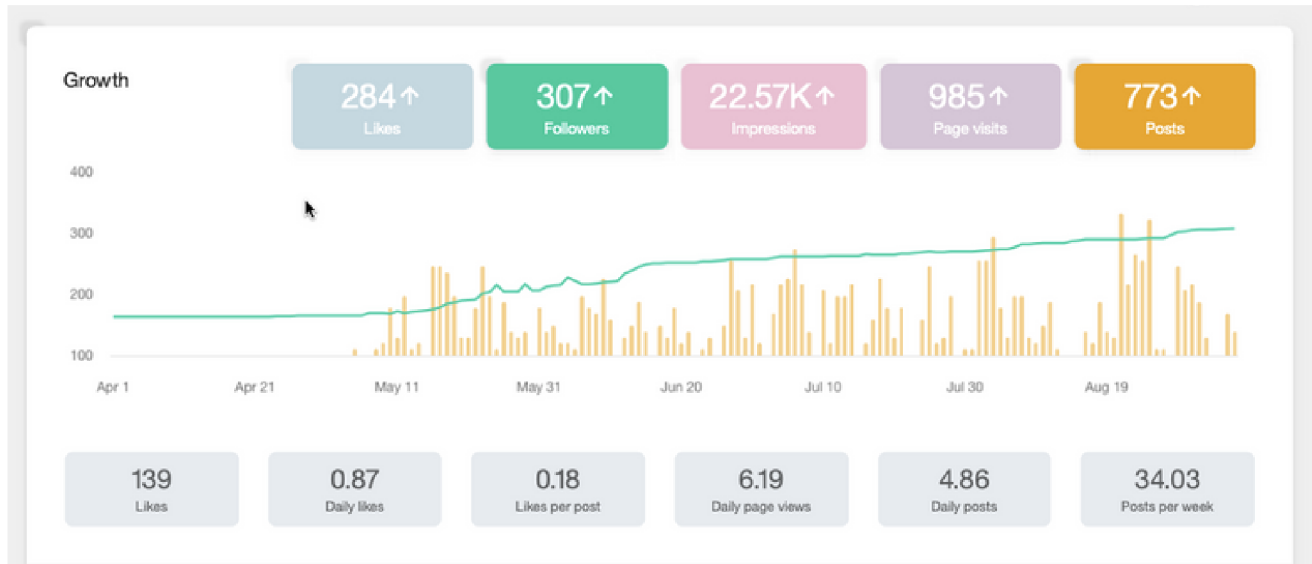 Growth
284↑
Likes
307↑
Followers
22.57K↑
Impressions
985↑
Page visits
773↑
Posts
400
300
200
100
Apr 1 Apr 21 May 11 May 31 Jun 20 Jul 10 Jul 30 Aug 19
139
Likes
0.87
Daily likes
0.18
Likes per post
6.19
Daily page views
4.86
Daily posts
34.03
Posts per week